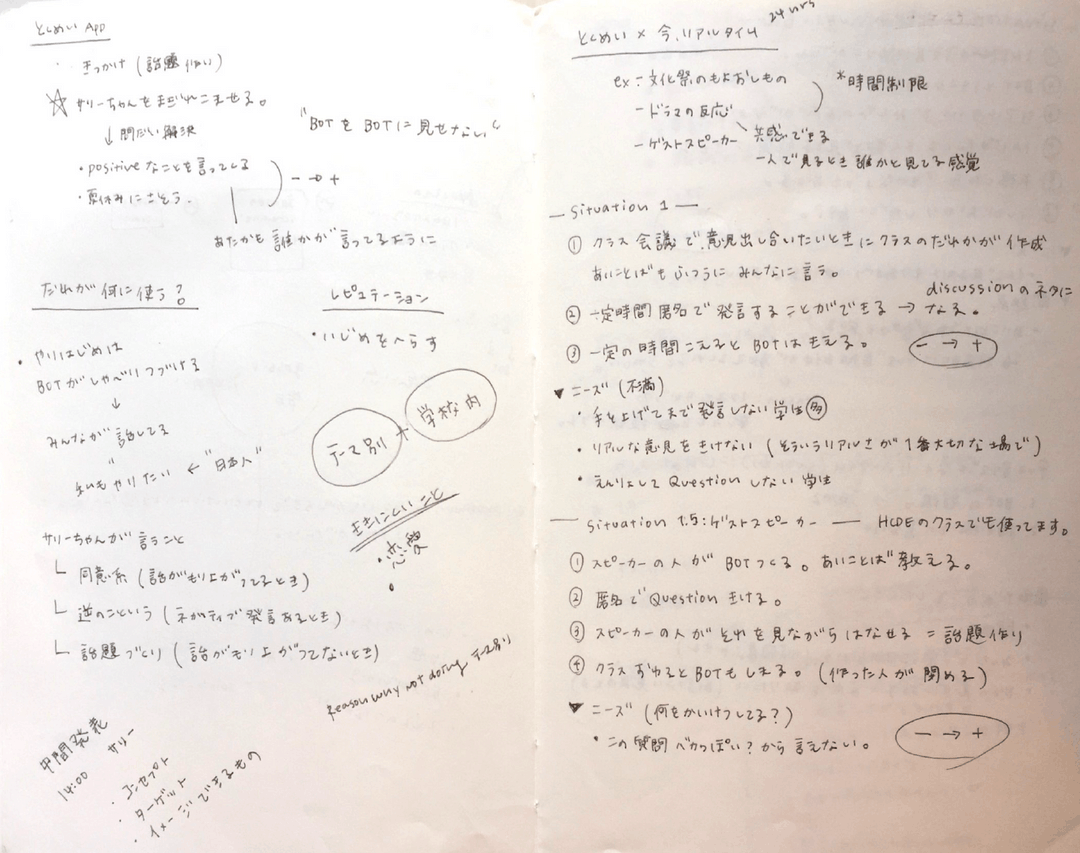 とくめい App
・きっかけ (話題作り)
☆ サリーちゃんをまぎれこませる。
↓ 問だい解決
・positiveなことを言ってくる
・夏休みにさそう.
− → +
あたかも誰かが言ってるように
"BOTをBOTに見せない"
だれが何に使う?
・やりはじめは
BOTがしゃべりつづける
↓
みんなが話してる
"
私もやりたい ← "日本人"
サリーちゃんが言うこと
└ 同意系 (話がもり上がってるとき)
└ 逆のこという (ネガティブ発言あるとき)
└ 話題づくり (話がもり上がってないとき)
中間発表
14:00 サリー
・コンセプト
・ターゲット
・イメージできるもの
レピュテーション
・いじめをへらす
テーマ別 + 学校内
ききにくいこと
・恋愛
・
Reason why not doing テーマ別
とくめい × 今、リアルタイム 24hrs
ex − 文化祭のもよおしもの
− ドラマの反応
− ゲストスピーカー
*時間制限
共感できる
一人で見るとき誰かと見てる感覚
— Situation 1 —
① クラス会議で、意見出し合いたいときにクラスのだれかが作成
あいことばもふつうにみんなに言う。
② 一定時間匿名で発言することができる → discussionのネタになる。
③ 一定の時間こえるとBOTはきえる。
− → +
▼ ニーズ (不満)
・手を上げてまで発言しない学生 多
・リアルな意見をきけない (そういうリアルさが1番大切な場で)
・えんりょして Question しない学生
— Situation 1.5:ゲストスピーカー — HCDEのクラスでも使ってます。
① スピーカーの人がBOTつくる。あいことば教える。
② 匿名でQuestionきける。
③ スピーカーの人がそれを見ながらはなせる = 話題作り
④ クラスおわるとBOTもしまる。(作った人が閉める)
▼ ニーズ (何をかいけつしてる?)
・この質問バカっぽい?から言えない。
− → +